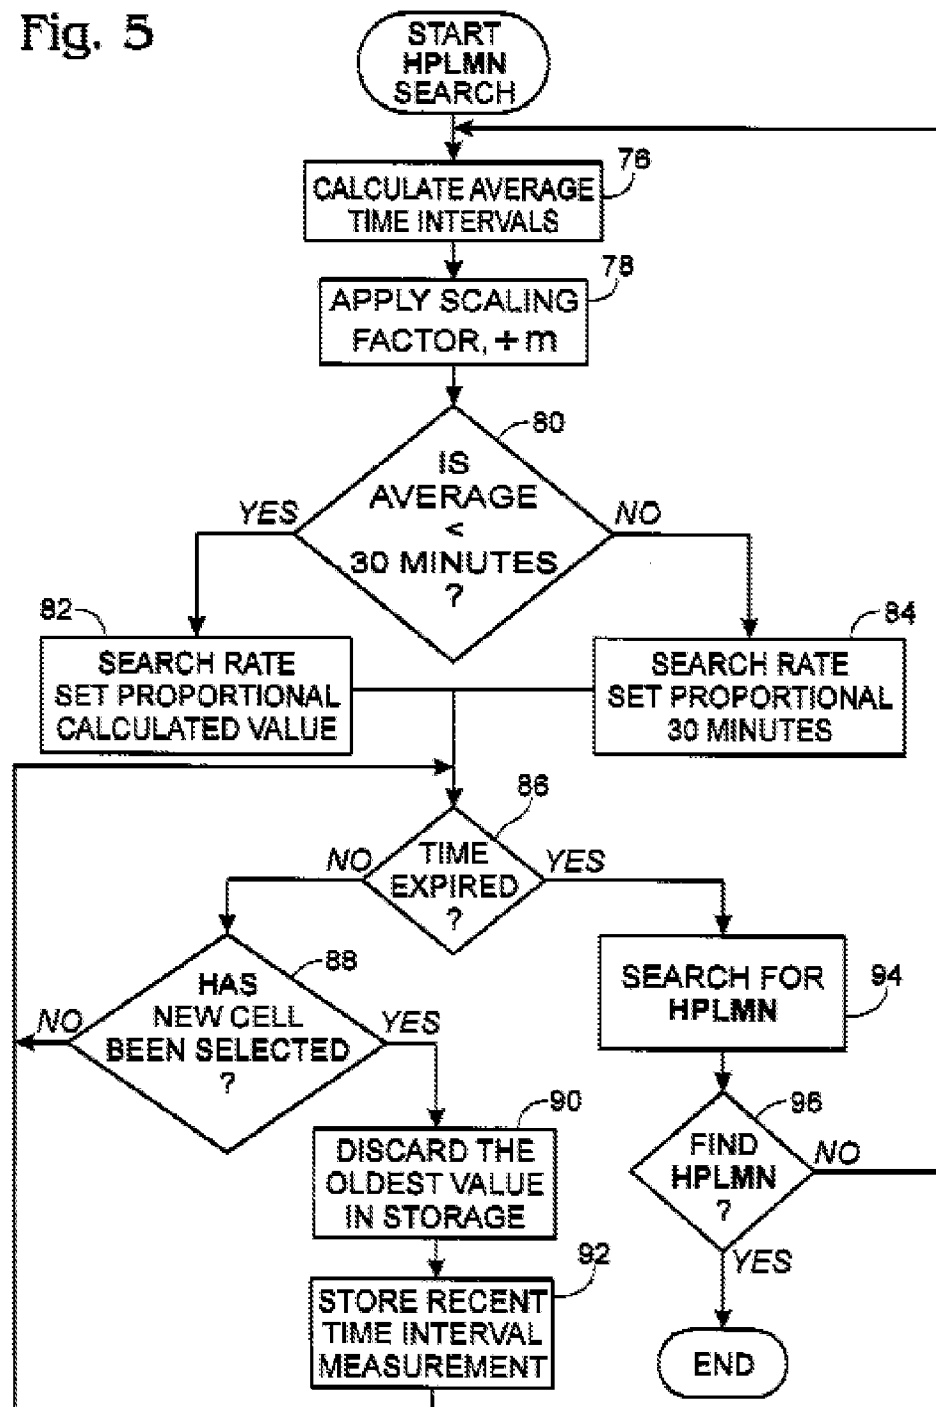 Fig. 5
START
HPLMN
SEARCH
76
CALCULATE AVERAGE
TIME INTERVALS
78
APPLY SCALING
FACTOR, +m
80
IS
AVERAGE
<
30 MINUTES
?
YES
NO
82
SEARCH RATE
SET PROPORTIONAL
CALCULATED VALUE
84
SEARCH RATE
SET PROPORTIONAL
30 MINUTES
86
TIME
EXPIRED
?
NO
YES
88
HAS
NEW CELL
BEEN SELECTED
?
NO
YES
94
SEARCH FOR
HPLMN
90
DISCARD THE
OLDEST VALUE
IN STORAGE
96
FIND
HPLMN
?
NO
YES
92
STORE RECENT
TIME INTERVAL
MEASUREMENT
END